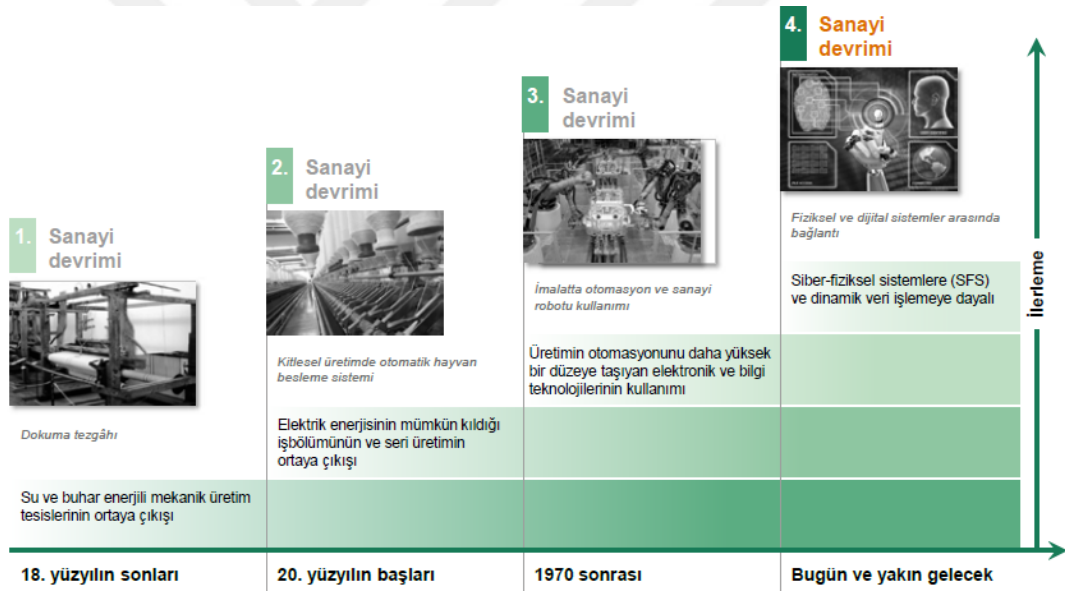 1.
Sanayi
devrimi
Dokuma tezgâhı
Su ve buhar enerjili mekanik üretim
tesislerinin ortaya çıkışı
18. yüzyılın sonları
2.
Sanayi
devrimi
Kitlesel üretimde otomatik hayvan
besleme sistemi
Elektrik enerjisinin mümkün kıldığı
işbölümünün ve seri üretimin
ortaya çıkışı
20. yüzyılın başları
3.
Sanayi
devrimi
İmalatta otomasyon ve sanayi
robotu kullanımı
Üretimin otomasyonunu daha yüksek
bir düzeye taşıyan elektronik ve bilgi
teknolojilerinin kullanımı
1970 sonrası
4.
Sanayi
devrimi
Fiziksel ve dijital sistemler arasında
bağlantı
Siber-fiziksel sistemlere (SFS)
ve dinamik veri işlemeye dayalı
Bugün ve yakın gelecek
İlerleme